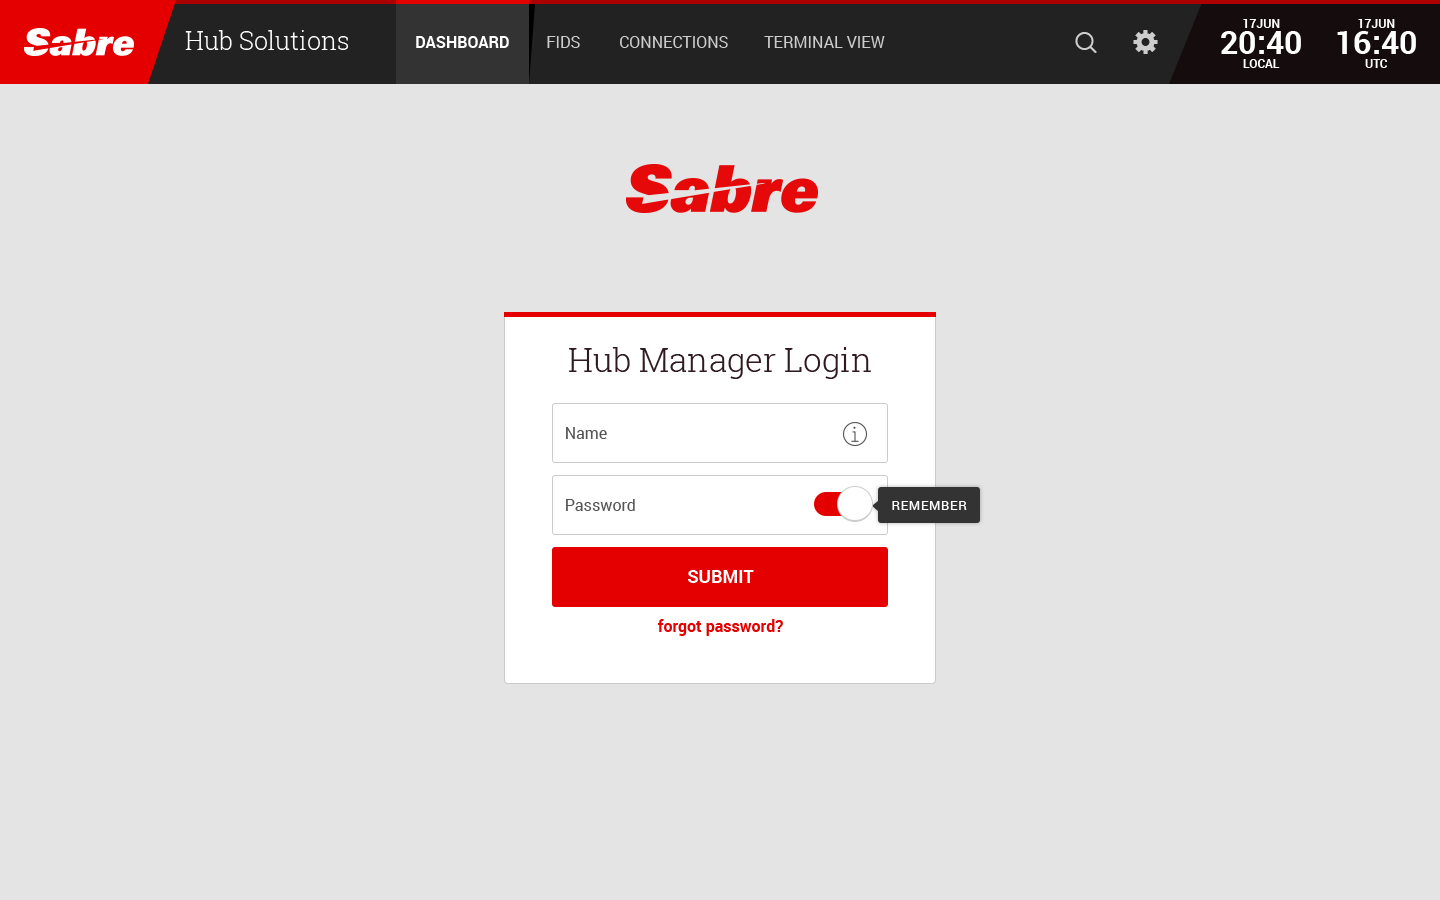 Sabre
Hub Solutions
DASHBOARD
FIDS
CONNECTIONS
TERMINAL VIEW
17JUN
20:40
LOCAL
17JUN
16:40
UTC
Sabre
Hub Manager Login
Name
Password
REMEMBER
SUBMIT
forgot password?